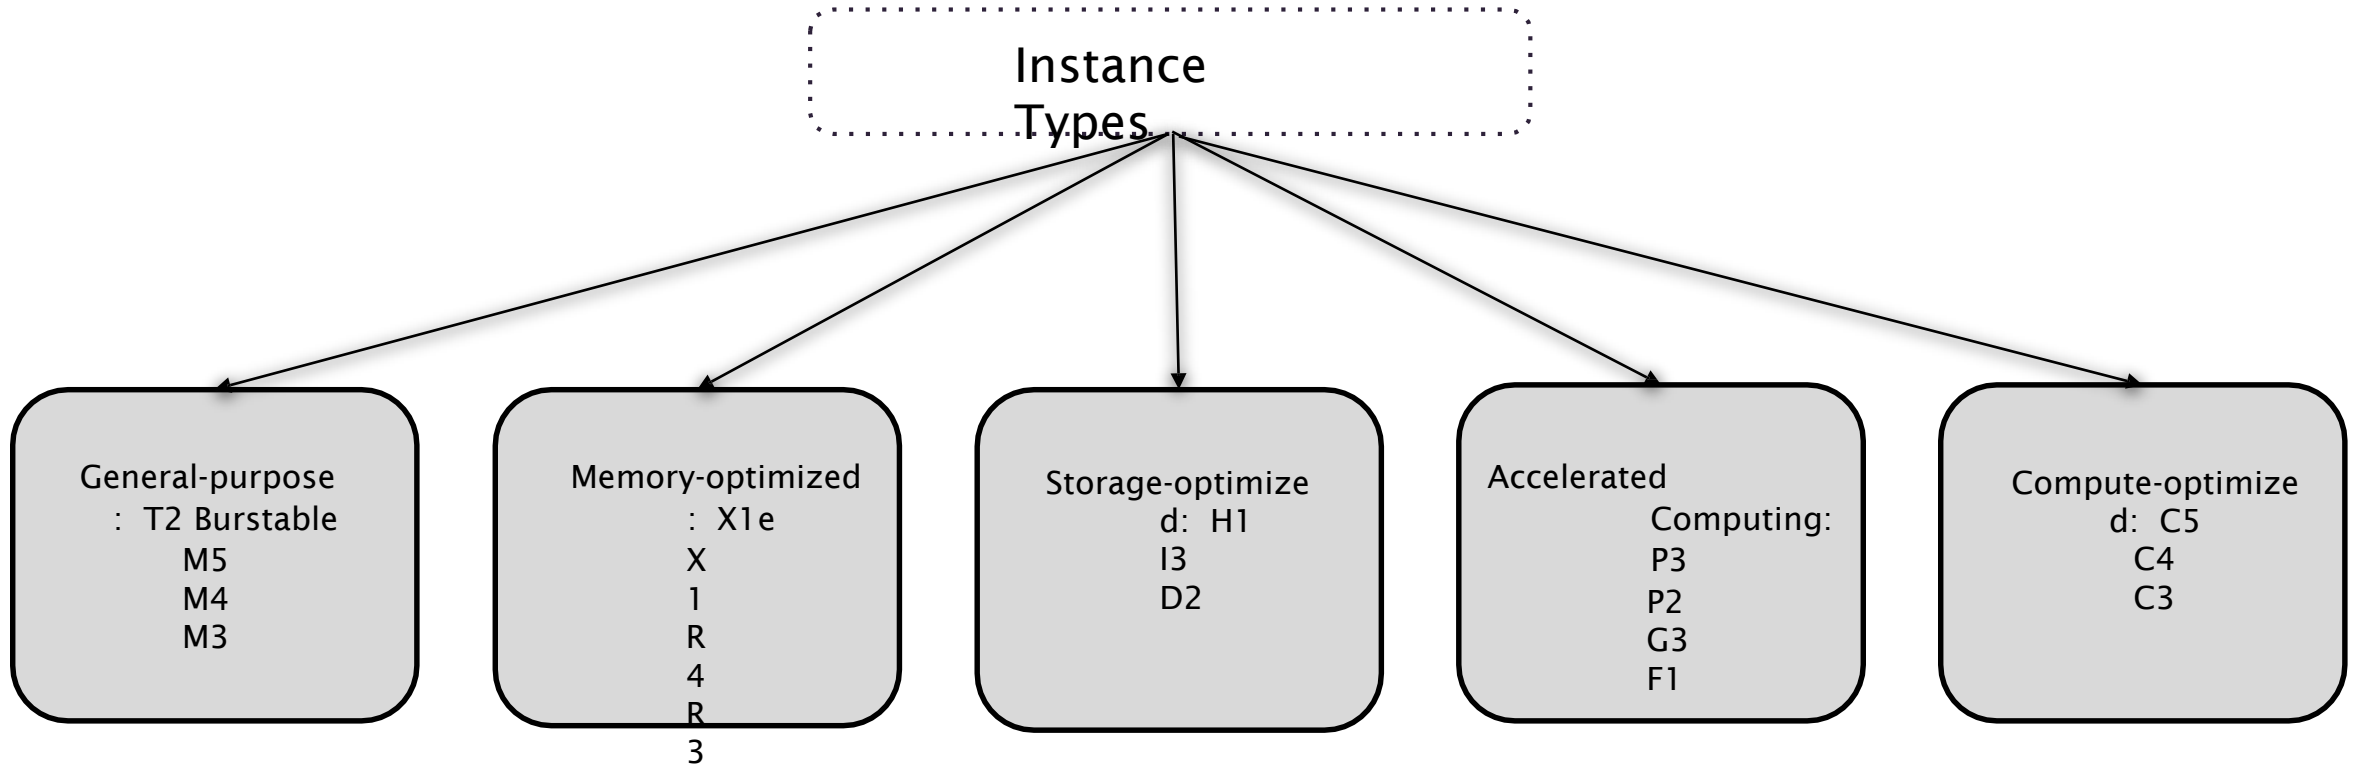 Instance
Types
General-purpose
: T2 Burstable
M5
M4
M3
Memory-optimized
: X1e
X
1
R
4
R
3
Storage-optimize
d: H1
I3
D2
Accelerated
Computing:
P3
P2
G3
F1
Compute-optimize
d: C5
C4
C3